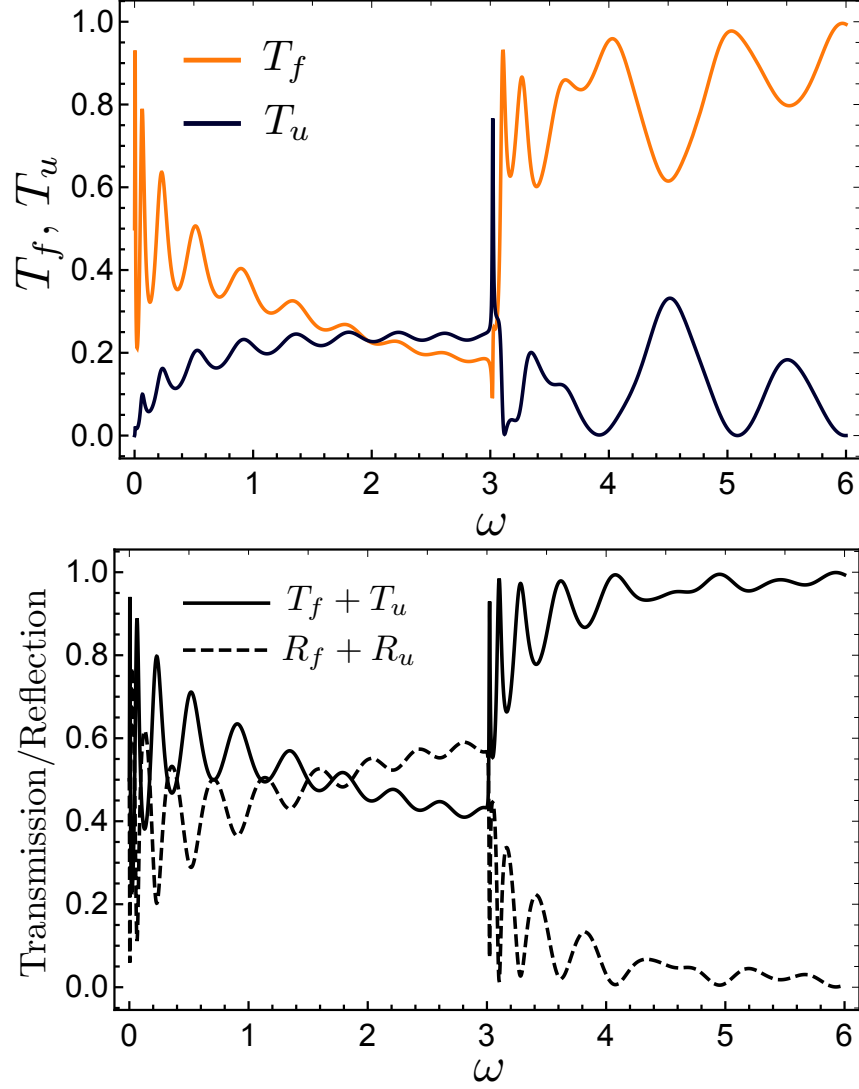 T_f, T_u
1.0
0.8
0.6
0.4
0.2
0.0
T_f
T_u
0 1 2 3 4 5 6
ω
Transmission/Reflection
1.0
0.8
0.6
0.4
0.2
0.0
T_f + T_u
R_f + R_u
0 1 2 3 4 5 6
ω